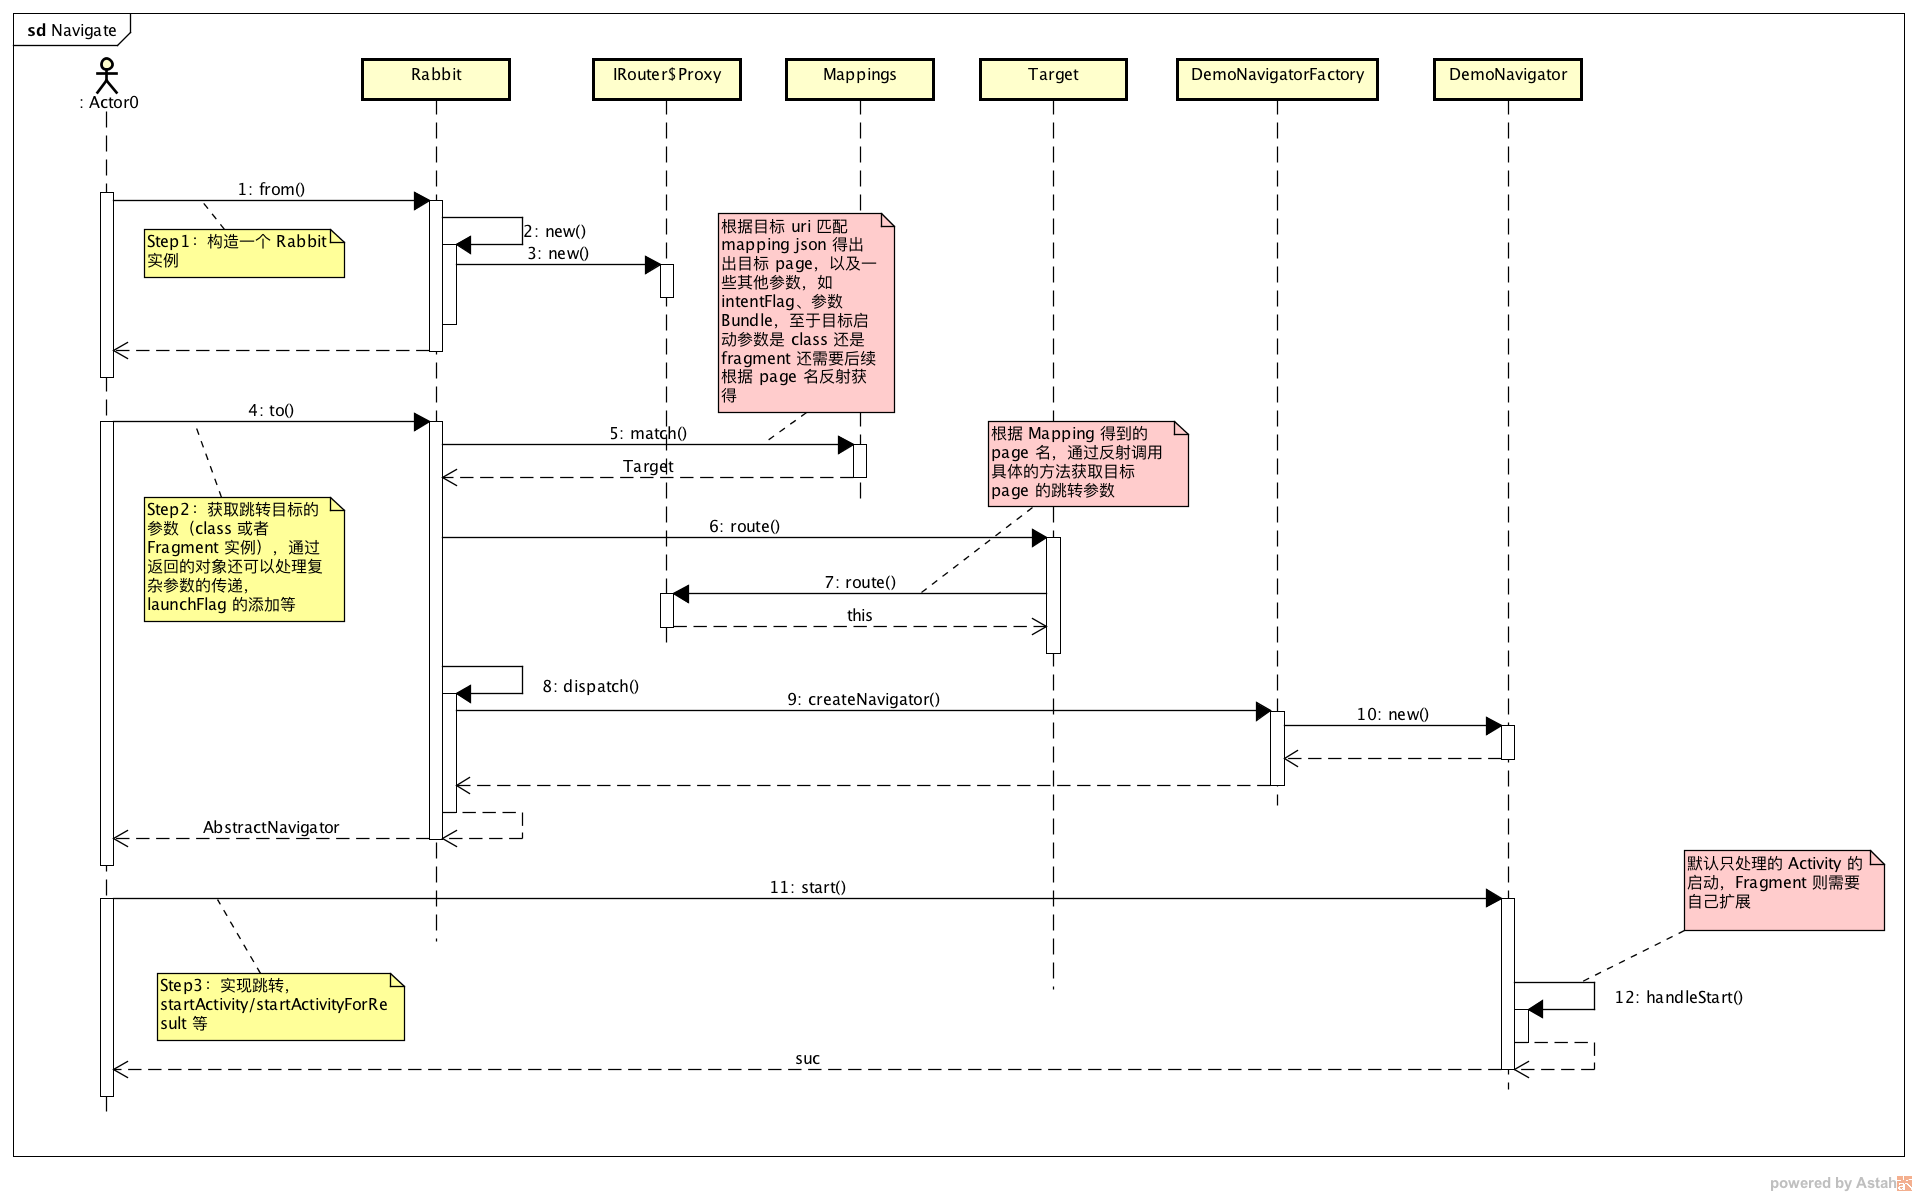 sd Navigate
: Actor0
Rabbit
IRouter$Proxy
Mappings
Target
DemoNavigatorFactory
DemoNavigator
1: from()
Step1：构造一个 Rabbit
实例
2: new()
3: new()
根据目标 uri 匹配
mapping json 得出
出目标 page，以及一
些其他参数，如
intentFlag、参数
Bundle，至于目标启
动参数是 class 还是
fragment 还需要后续
根据 page 名反射获
得
4: to()
5: match()
Target
根据 Mapping 得到的
page 名，通过反射调用
具体的方法获取目标
page 的跳转参数
Step2：获取跳转目标的
参数（class 或者
Fragment 实例），通过
返回的对象还可以处理复
杂参数的传递，
launchFlag 的添加等
6: route()
7: route()
this
8: dispatch()
9: createNavigator()
10: new()
AbstractNavigator
默认只处理的 Activity 的
启动，Fragment 则需要
自己扩展
11: start()
Step3：实现跳转，
startActivity/startActivityForRe
sult 等
12: handleStart()
suc
powered by Astah